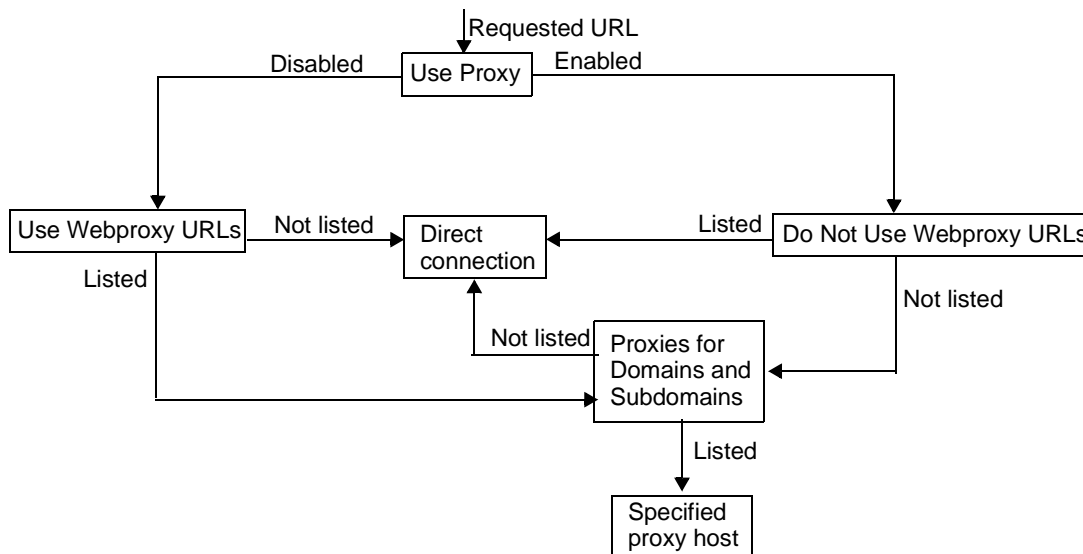 Requested URL
Disabled
Use Proxy
Enabled
Use Webproxy URLs
Not listed
Direct
connection
Listed
Do Not Use Webproxy URLs
Listed
Not listed
Not listed
Proxies for
Domains and
Subdomains
Listed
Specified
proxy host